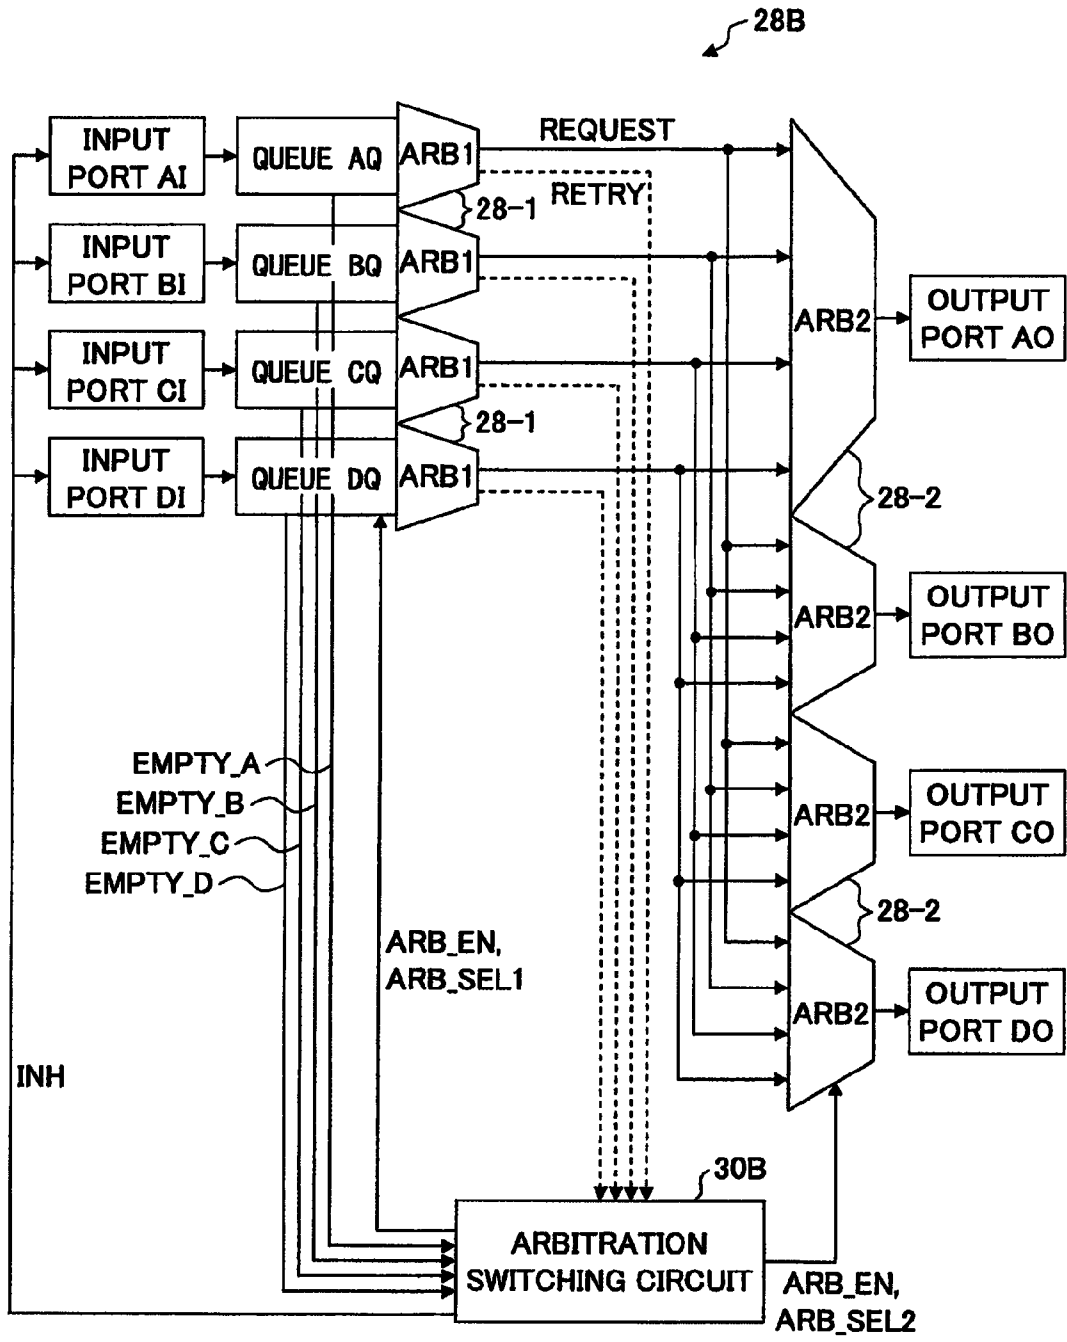 28B
INPUT
PORT AI
QUEUE AQ
ARB1
REQUEST
RETRY
28-1
INPUT
PORT BI
QUEUE BQ
ARB1
INPUT
PORT CI
QUEUE CQ
ARB1
28-1
INPUT
PORT DI
QUEUE DQ
ARB1
ARB2
OUTPUT
PORT AO
28-2
ARB2
OUTPUT
PORT BO
ARB2
OUTPUT
PORT CO
28-2
ARB2
OUTPUT
PORT DO
EMPTY_A
EMPTY_B
EMPTY_C
EMPTY_D
ARB_EN,
ARB_SEL1
INH
30B
ARBITRATION
SWITCHING CIRCUIT
ARB_EN,
ARB_SEL2